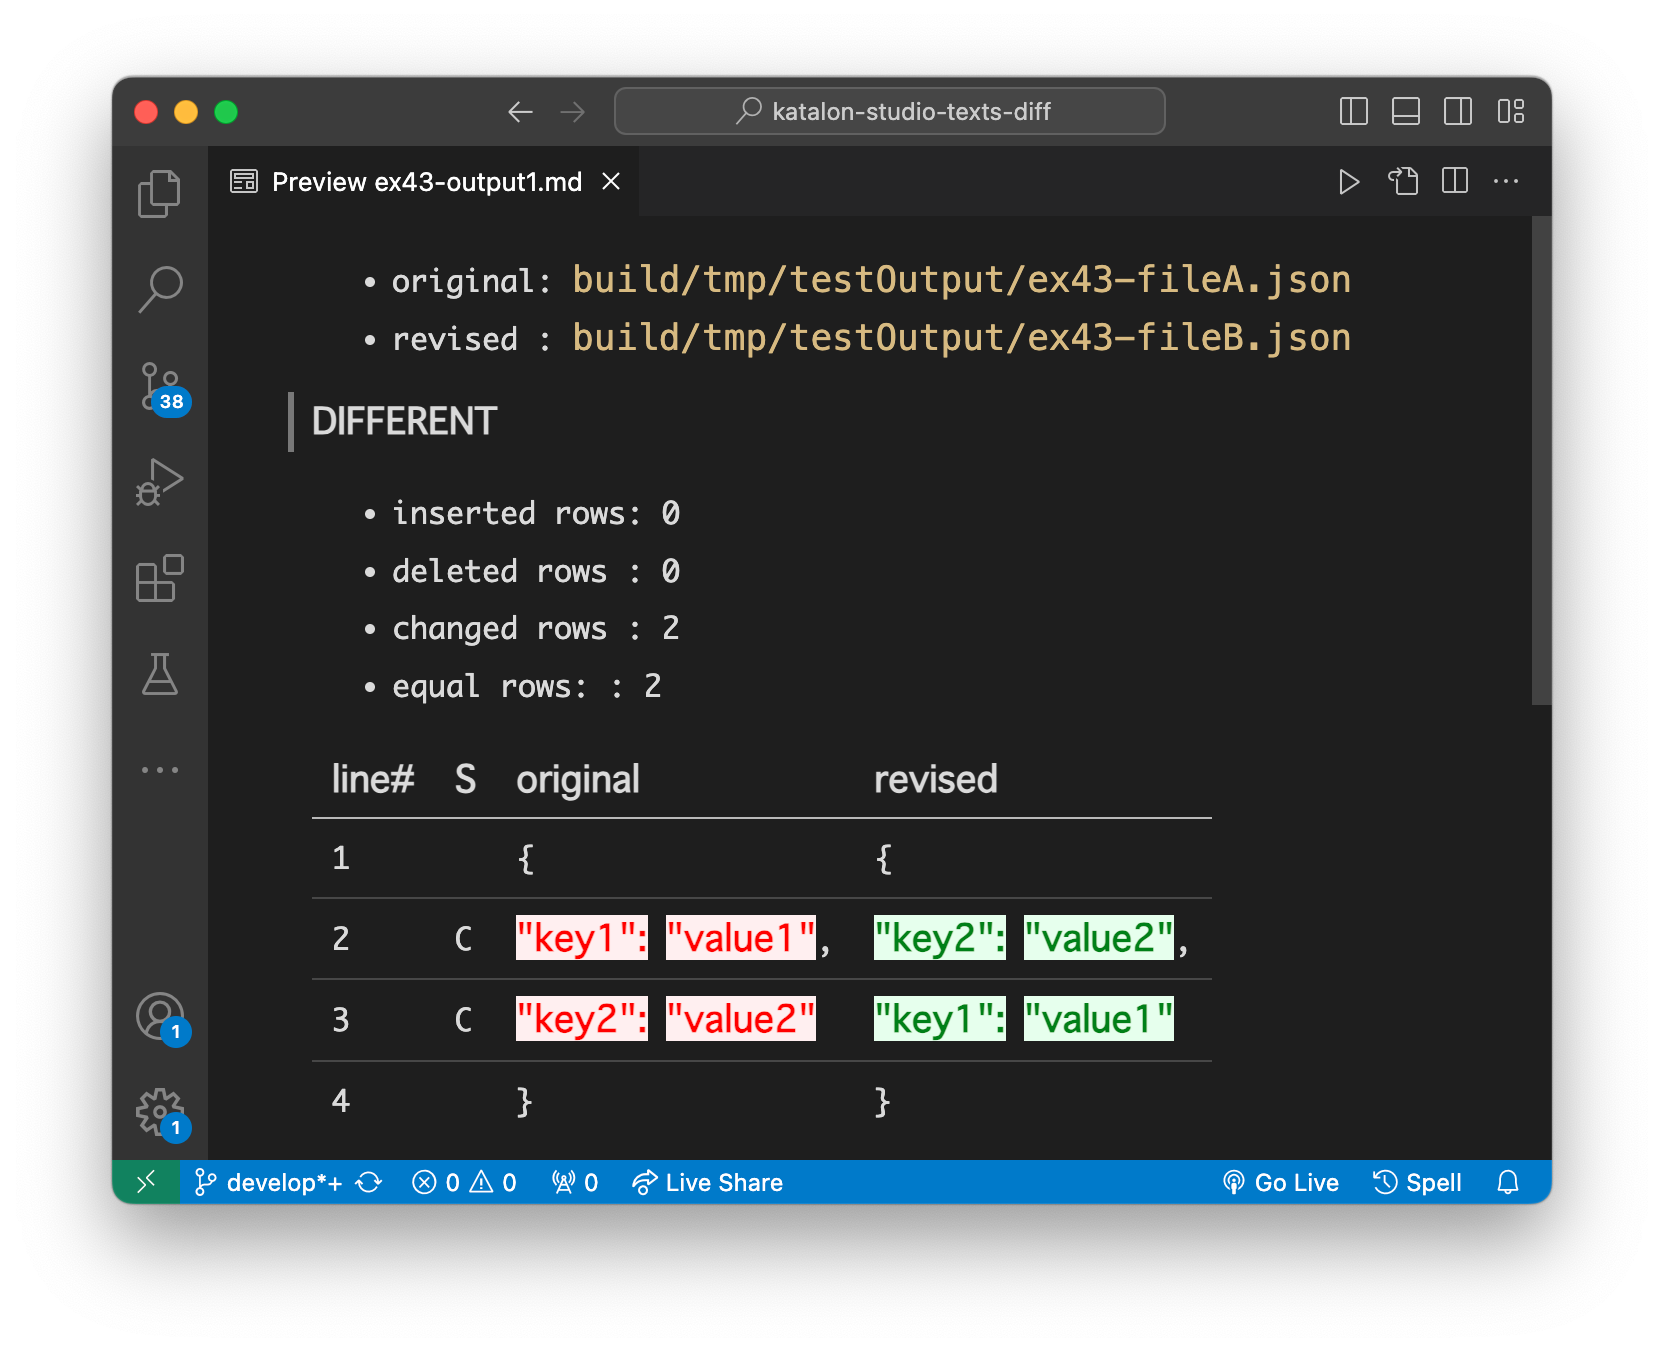 katalon-studio-texts-diff
Preview ex43-output1.md
• original: build/tmp/testOutput/ex43-fileA.json
• revised : build/tmp/testOutput/ex43-fileB.json
DIFFERENT
• inserted rows: 0
• deleted rows : 0
• changed rows : 2
• equal rows: : 2
line# S original revised
1 { {
2 C "key1": "value1", "key2": "value2",
3 C "key2": "value2" "key1": "value1"
4 } }
38
1
1
develop*+ 0 0 0 Live Share Go Live Spell